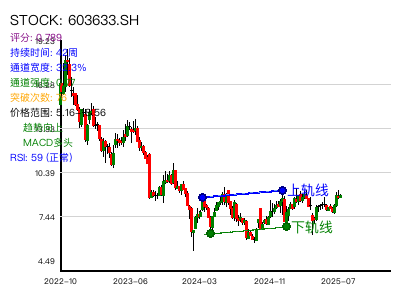 STOCK: 603633.SH
评分: 0.789
持续时间: 42周
通道宽度:
通道强度:
突破次数:
价格范围: 5.16
趋势:
MACD多头
RSI: 59 (正常)
10.39
7.44
4.49
上轨线
下轨线
2022-10
2023-06
2024-03
2024-11
2025-07